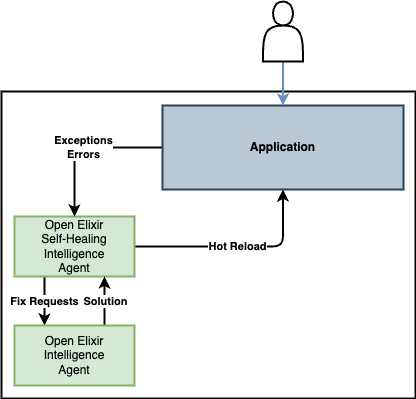 Application
Exceptions
Errors
Open Elixir
Self-Healing
Intelligence
Agent
Hot Reload
Fix Requests
Solution
Open Elixir
Intelligence
Agent